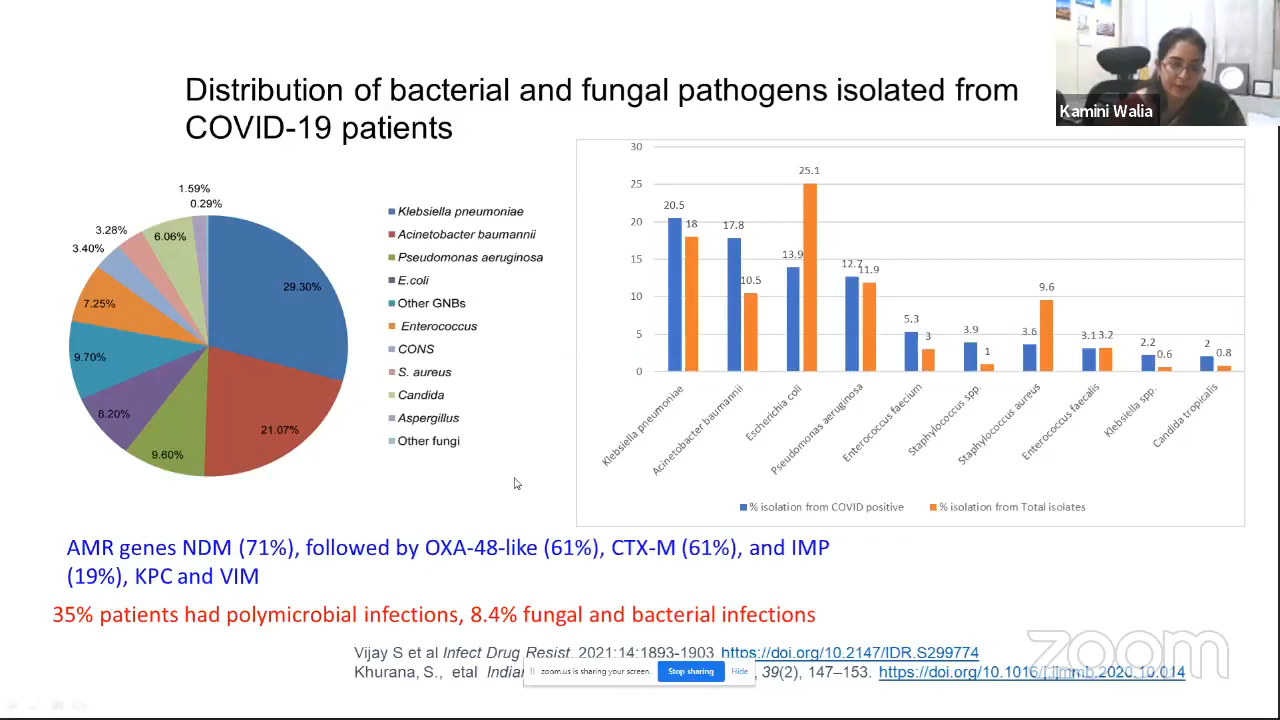 Distribution of bacterial and fungal pathogens isolated from
COVID-19 patients
Kamini Walia
1.59%
0.29%
3.28%
6.06%
3.40%
7.25%
29.30%
9.70%
8.20%
9.60%
21.07%
Klebsiella pneumoniae
Acinetobacter baumannii
Pseudomonas aeruginosa
E.coli
Other GNBs
Enterococcus
CONS
S. aureus
Candida
Aspergillus
Other fungi
30
25
20
15
10
5
0
20.5
18
17.8
10.5
13.9
25.1
12.7
11.9
5.3
3
3.9
1
3.6
9.6
3.1
3.2
2.2
0.6
2
0.8
Klebsiella pneumoniae
Acinetobacter baumannii
Escherichia coli
Pseudomonas aeruginosa
Enterococcus faecium
Staphylococcus spp.
Staphylococcus aureus
Enterococcus faecalis
Klebsiella spp.
Candida tropicalis
% isolation from COVID positive
% isolation from Total isolates
AMR genes NDM (71%), followed by OXA-48-like (61%), CTX-M (61%), and IMP
(19%), KPC and VIM
35% patients had polymicrobial infections, 8.4% fungal and bacterial infections
Vijay S et al Infect Drug Resist. 2021:14:1893-1903 https://doi.org/10.2147/IDR.S299774
Khurana, S., etal 39(2), 147–153. https://doi.org/10.1016/j.ijmmb.2020.10.014
zoom.us is sharing your screen.
Stop sharing
Hide
zoom